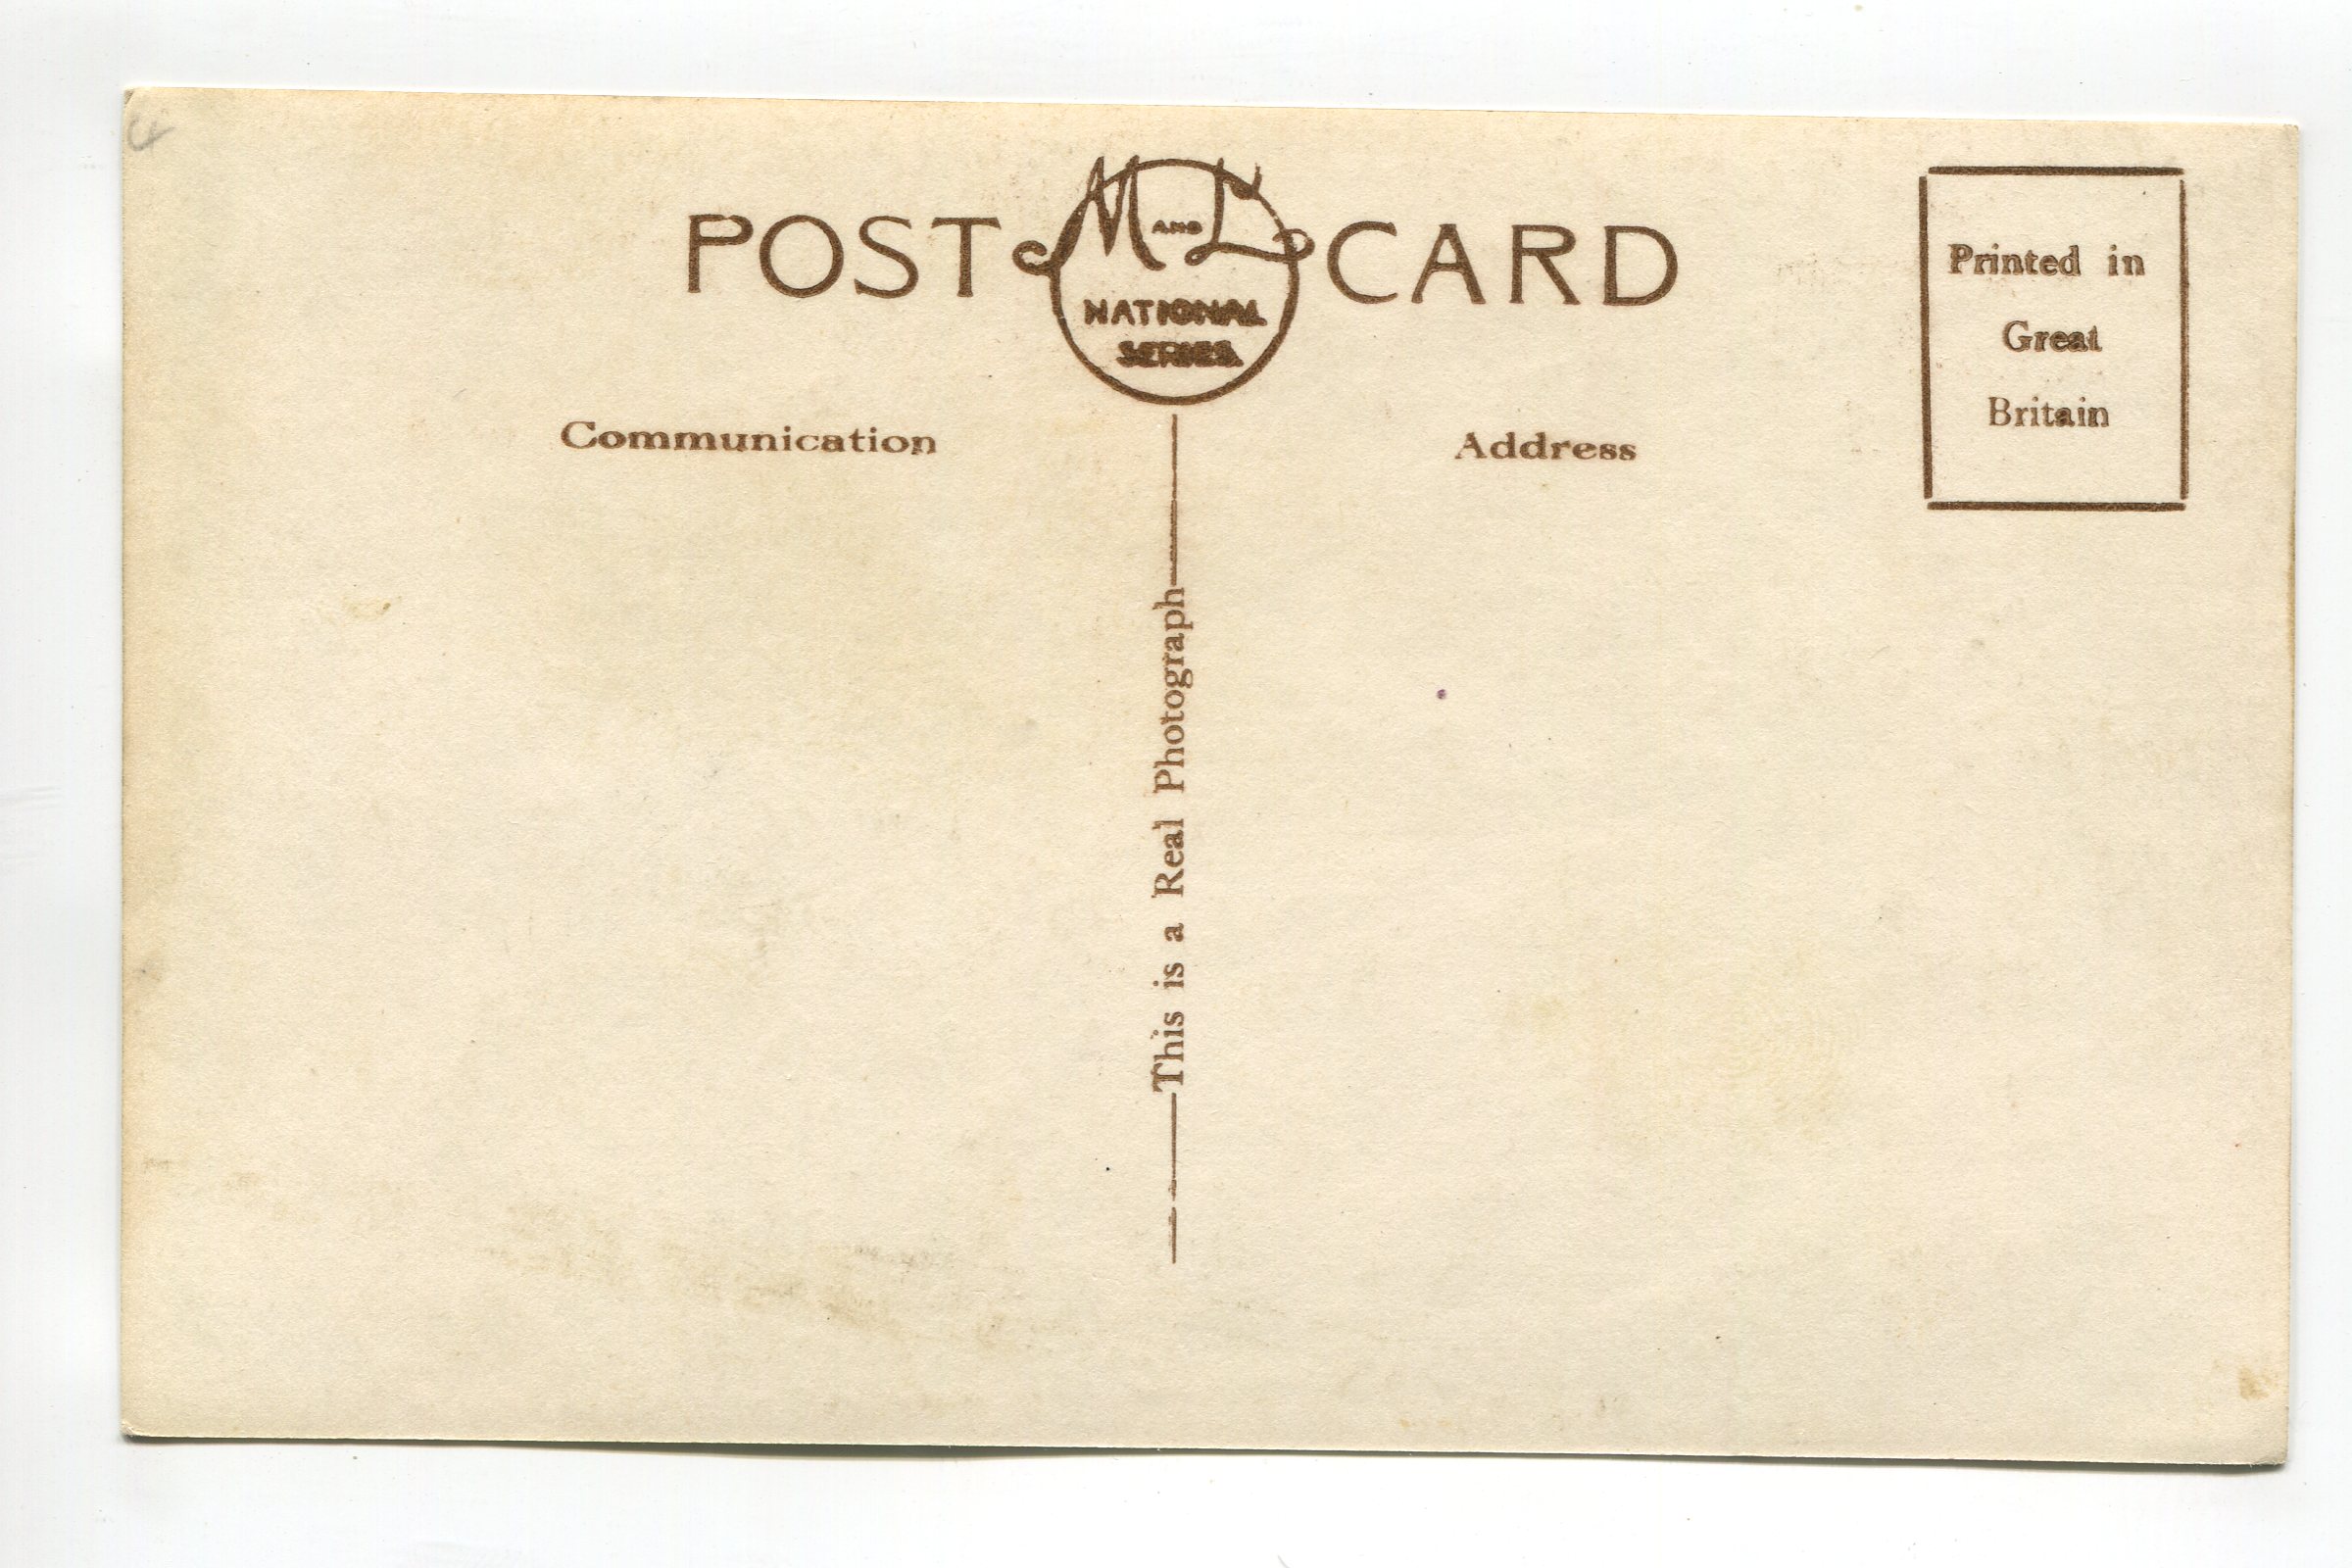 POST M AND L CARD
NATIONAL
SERIES
Printed in
Great
Britain
Communication
Address
This is a Real Photograph